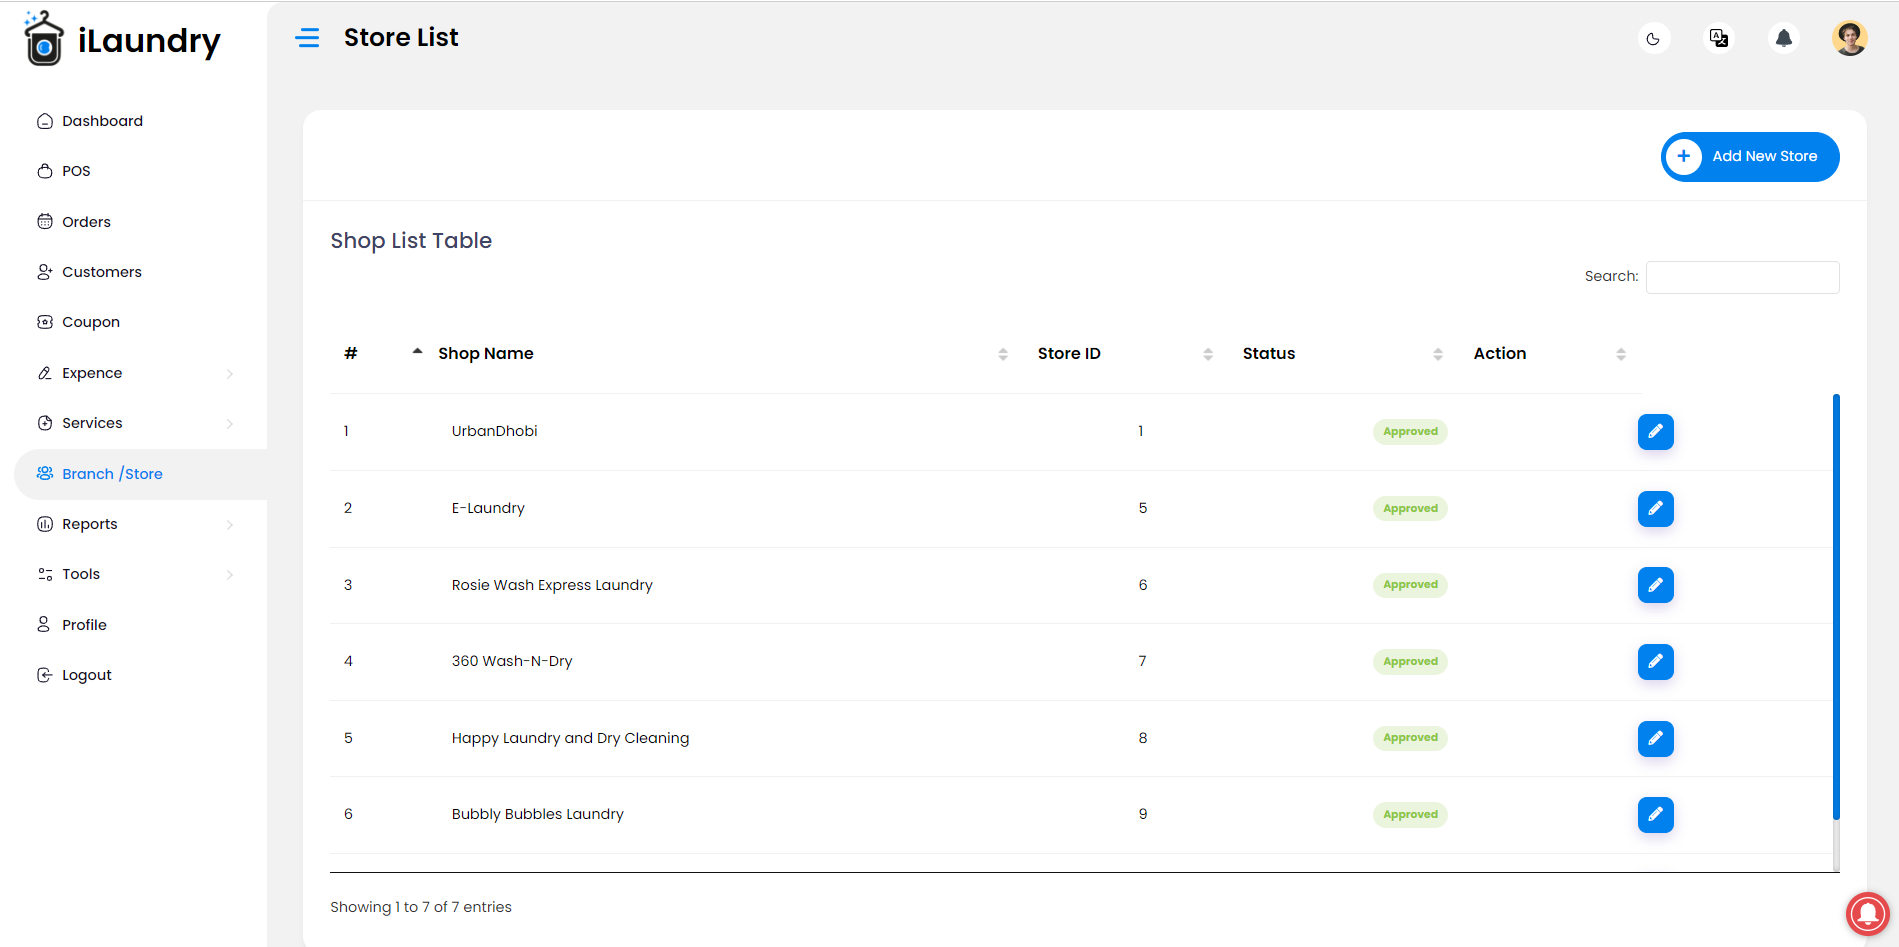 iLaundry
Store List
Dashboard
POS
Orders
Customers
Coupon
Expence
Services
Branch /Store
Reports
Tools
Profile
Logout
Add New Store
Shop List Table
Search:
# Shop Name Store ID Status Action
1 UrbanDhobi 1 Approved
2 E-Laundry 5 Approved
3 Rosie Wash Express Laundry 6 Approved
4 360 Wash-N-Dry 7 Approved
5 Happy Laundry and Dry Cleaning 8 Approved
6 Bubbly Bubbles Laundry 9 Approved
Showing 1 to 7 of 7 entries